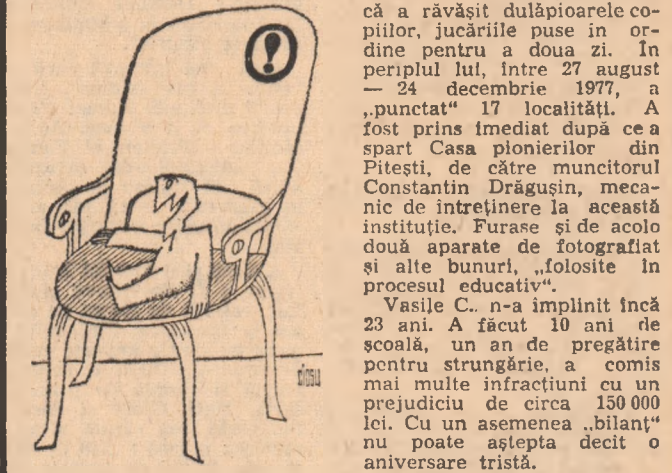 !
că a răvășit dulăpioarele co-
piilor, jucăriile puse in or-
dine pentru a doua zi. În
periplul lui, între 27 august
— 24 decembrie 1977, a
„punctat“ 17 localități. A
fost prins imediat după ce a
spart Casa pionierilor din
Pitești, de către muncitorul
Constantin Drăgușin, meca-
nic de întreținere la această
instituție. Furase și de acolo
două aparate de fotografiat
și alte bunuri, „folosite in
procesul educativ“.
Vasile C.. n-a implinit încă
23 ani. A făcut 10 ani de
școală, un an de pregătire
pentru strungărie, a comis
mai multe infracțiuni cu un
prejudiciu de circa 150 000
lei. Cu un asemenea „bilanț“
nu poate aștepta decit o
aniversare tristă.